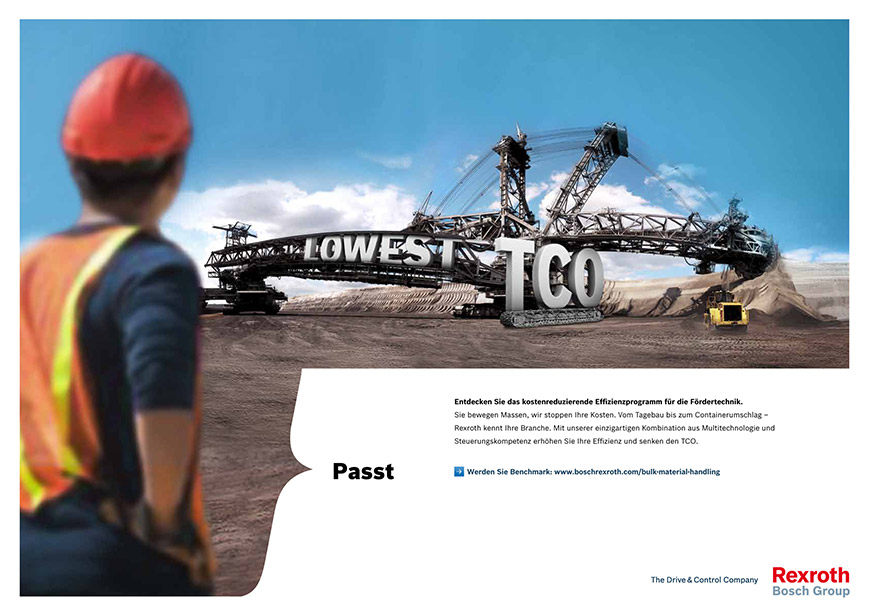 LOWEST
TCO
Entdecken Sie das kostenreduzierende Effizienzprogramm für die Fördertechnik.
Sie bewegen Massen, wir stoppen Ihre Kosten. Vom Tagebau bis zum Containerumschlag –
Rexroth kennt Ihre Branche. Mit unserer einzigartigen Kombination aus Multitechnologie und
Steuerungskompetenz erhöhen Sie Ihre Effizienz und senken den TCO.
Passt
Werden Sie Benchmark: www.boschrexroth.com/bulk-material-handling
The Drive & Control Company
Rexroth
Bosch Group